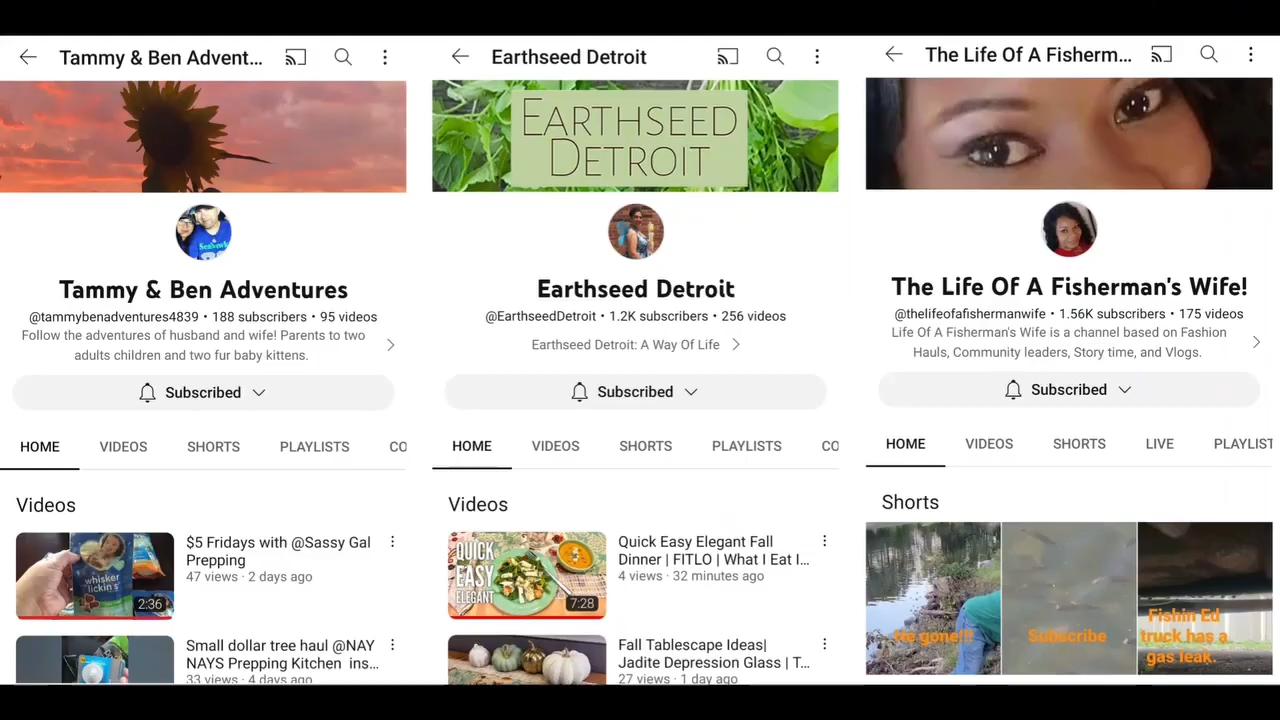 Tammy & Ben Advent...
Tammy & Ben Adventures
@tammybenadventures4839 • 188 subscribers • 95 videos
Follow the adventures of husband and wife! Parents to two
adults children and two fur baby kittens.
Subscribed
HOME VIDEOS SHORTS PLAYLISTS CO
Videos
whisker
lickin's
2:36
$5 Fridays with @Sassy Gal
Prepping
47 views · 2 days ago
Small dollar tree haul @NAY
NAYS Prepping Kitchen ins...
33 views · 4 days ago
Earthseed Detroit
EARTHSEED
DETROIT
Earthseed Detroit
@EarthseedDetroit • 1.2K subscribers • 256 videos
Earthseed Detroit: A Way Of Life
Subscribed
HOME VIDEOS SHORTS PLAYLISTS CO
Videos
QUICK
EASY
ELEGANT
7:28
Quick Easy Elegant Fall
Dinner | FITLO | What I Eat I...
4 views · 32 minutes ago
Fall Tablescape Ideas|
Jadite Depression Glass | T...
27 views · 1 day ago
The Life Of A Fisherm...
The Life Of A Fisherman's Wife!
@thelifeofafishermanwife • 1.56K subscribers • 175 videos
Life Of A Fisherman's Wife is a channel based on Fashion
Hauls, Community leaders, Story time, and Vlogs.
Subscribed
HOME VIDEOS SHORTS LIVE PLAYLIST
Shorts
He gone!!!
Subscribe
Fishin Ed
truck has a
gas leak.